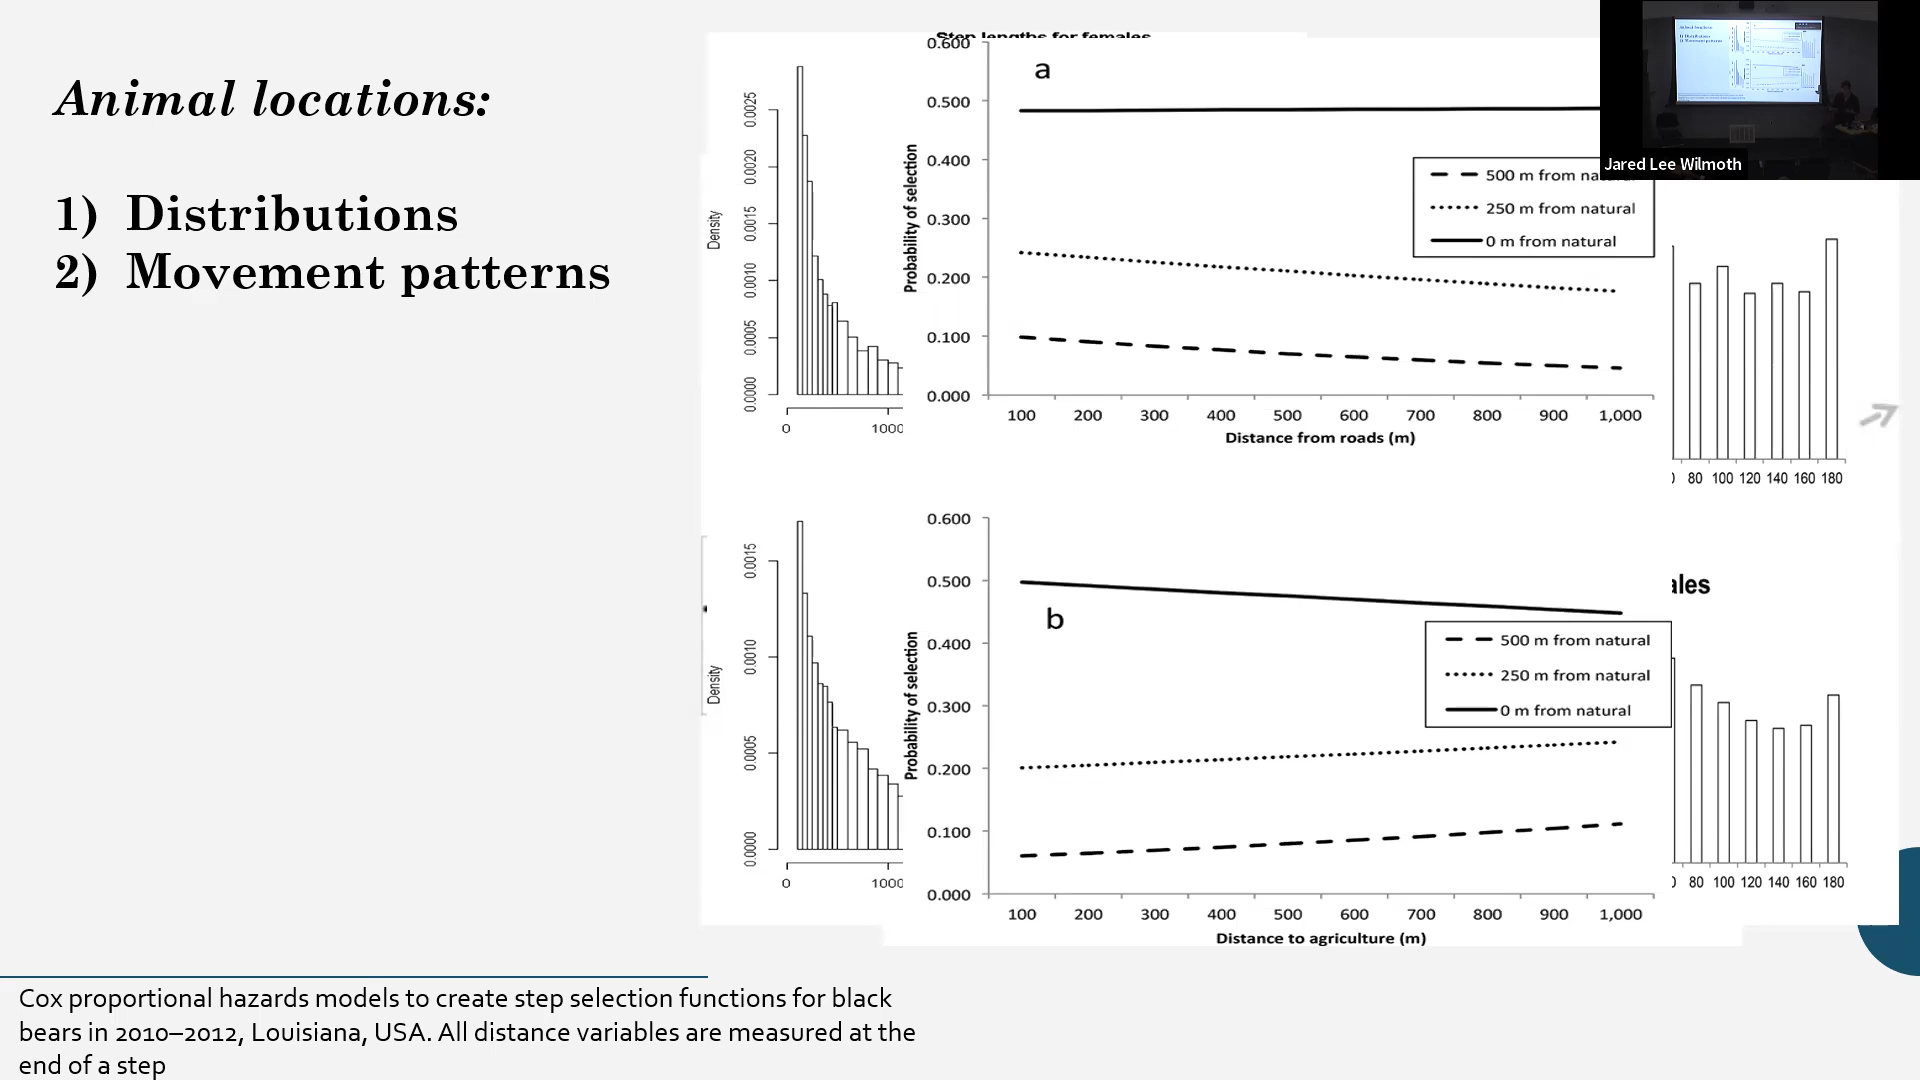 Animal locations:
1) Distributions
2) Movement patterns
Step lengths for females
Density
0.0025
0.0020
0.0015
0.0010
0.0005
0.0000
0
1000
a
Probability of selection
0.600
0.500
0.400
0.300
0.200
0.100
0.000
500 m from natural
250 m from natural
0 m from natural
100 200 300 400 500 600 700 800 900 1,000
Distance from roads (m)
Jared Lee Wilmoth
80 100 120 140 160 180
Density
0.0015
0.0010
0.0005
0.0000
0
1000
b
Probability of selection
0.600
0.500
0.400
0.300
0.200
0.100
0.000
500 m from natural
250 m from natural
0 m from natural
100 200 300 400 500 600 700 800 900 1,000
Distance to agriculture (m)
ales
80 100 120 140 160 180
Cox proportional hazards models to create step selection functions for black
bears in 2010–2012, Louisiana, USA. All distance variables are measured at the
end of a step